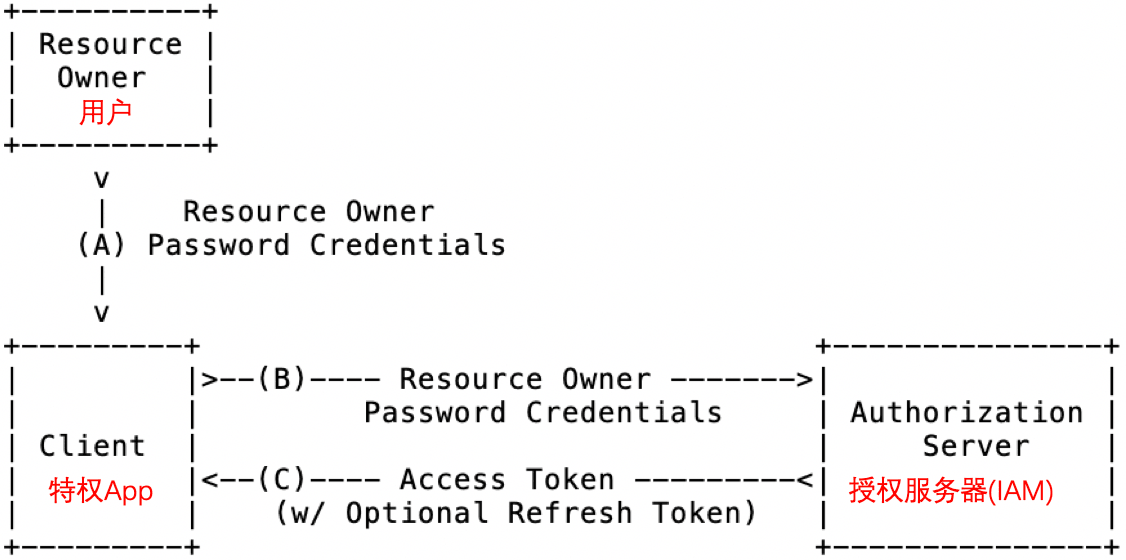 +----------+
| Resource |
| Owner |
| 用户 |
+----------+
v
| Resource Owner
(A) Password Credentials
|
v
+---------+ +---------------+
| |>--(B)---- Resource Owner ------->| |
| | Password Credentials | Authorization |
| Client | | Server |
| 特权App |<--(C)---- Access Token ---------<| 授权服务器(IAM) |
| | (w/ Optional Refresh Token) | |
+---------+ +---------------+